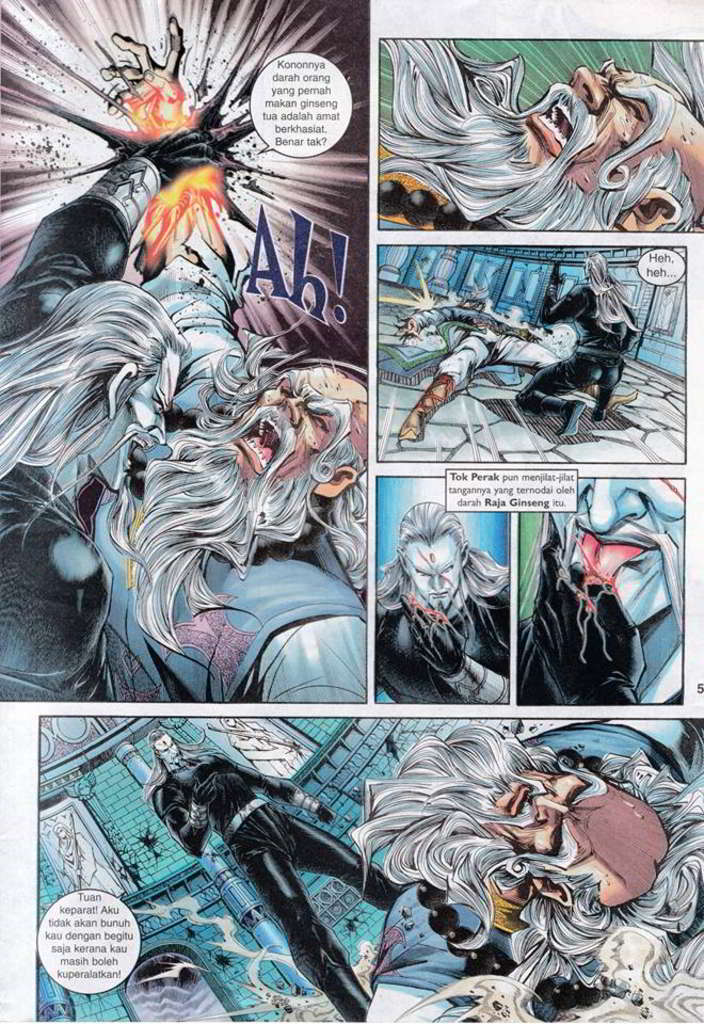 Kononnya
darah orang
yang pernah
makan ginseng
tua adalah amat
berkhasiat.
Benar tak?
Ah!
Heh,
heh...
Tok Perak pun menjilat-jilat
tangannya yang ternodai oleh
darah Raja Ginseng itu.
5
Tuan
keparat! Aku
tidak akan bunuh
kau dengan begitu
saja kerana kau
masih boleh
kuperalatkan!